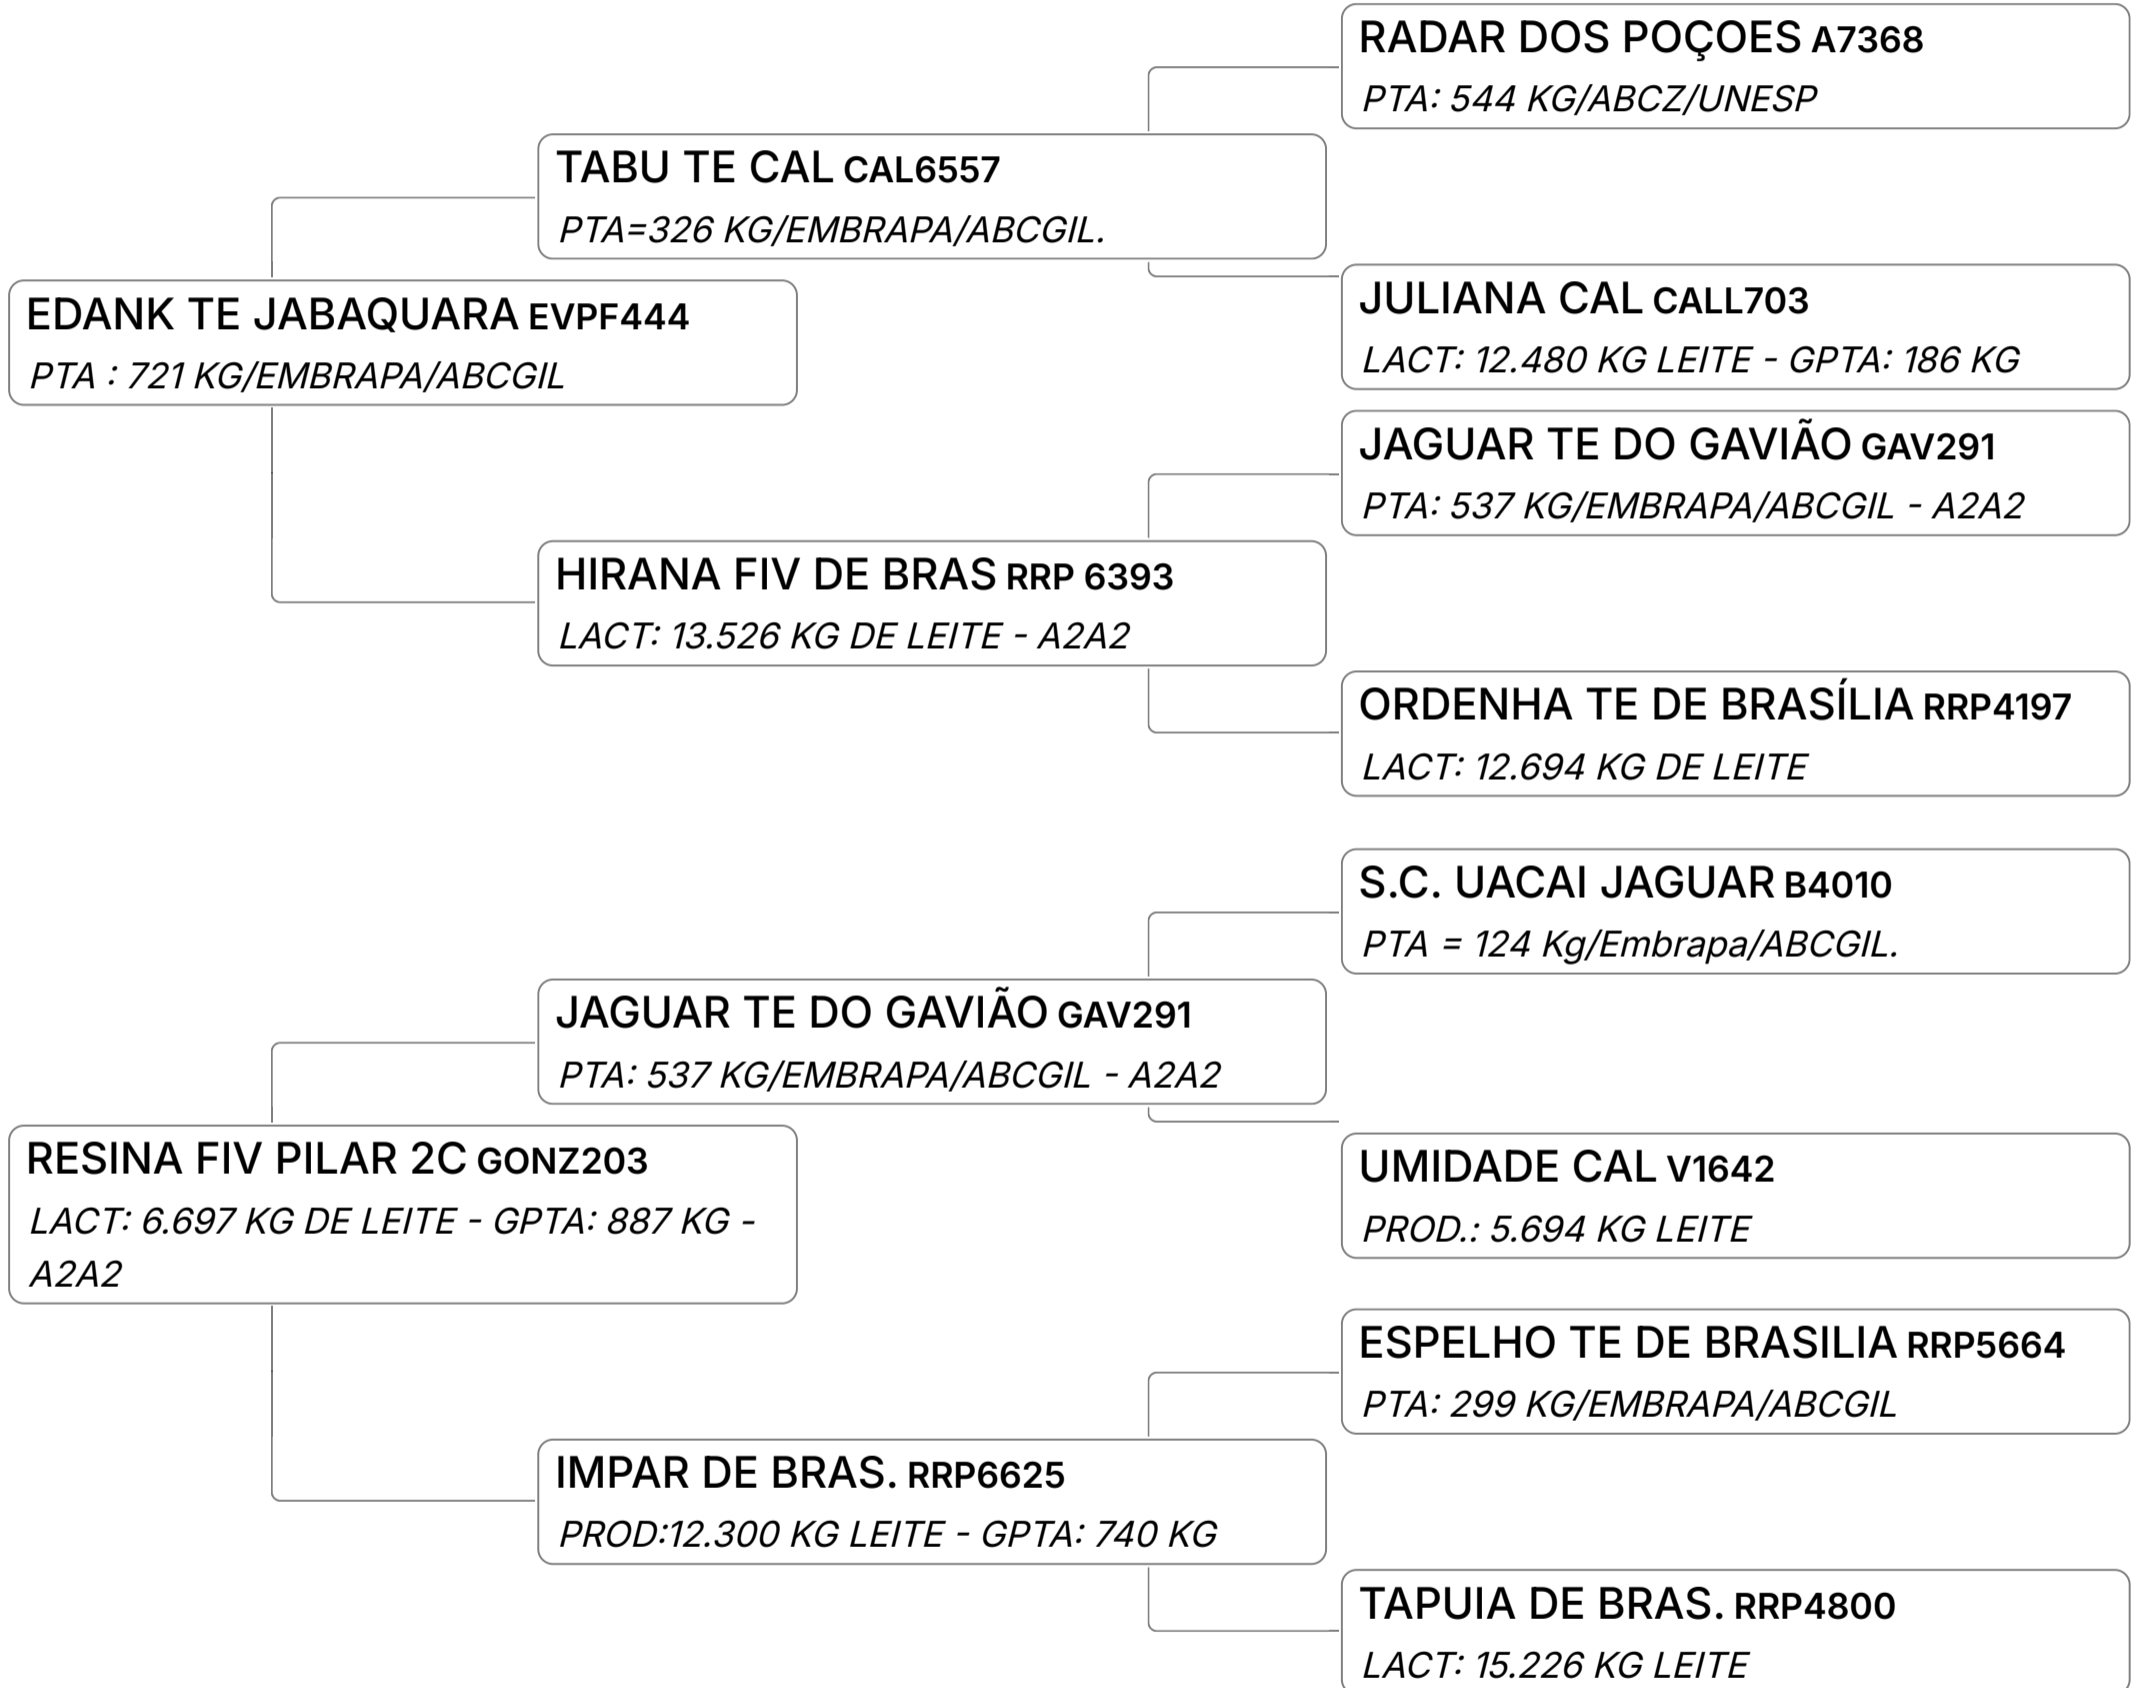 RADAR DOS POÇOES A7368
PTA: 544 KG/ABCZ/UNESP
TABU TE CAL CAL6557
PTA=326 KG/EMBRAPA/ABCGIL.
JULIANA CAL CALL703
LACT: 12.480 KG LEITE - GPTA: 186 KG
EDANK TE JABAQUARA EVPF444
PTA : 721 KG/EMBRAPA/ABCGIL
JAGUAR TE DO GAVIÃO GAV291
PTA: 537 KG/EMBRAPA/ABCGIL - A2A2
HIRANA FIV DE BRAS RRP 6393
LACT: 13.526 KG DE LEITE - A2A2
ORDENHA TE DE BRASÍLIA RRP4197
LACT: 12.694 KG DE LEITE
S.C. UACAI JAGUAR B4010
PTA = 124 Kg/Embrapa/ABCGIL.
JAGUAR TE DO GAVIÃO GAV291
PTA: 537 KG/EMBRAPA/ABCGIL - A2A2
UMIDADE CAL V1642
PROD.: 5.694 KG LEITE
RESINA FIV PILAR 2C GONZ203
LACT: 6.697 KG DE LEITE - GPTA: 887 KG -
A2A2
ESPELHO TE DE BRASILIA RRP5664
PTA: 299 KG/EMBRAPA/ABCGIL
IMPAR DE BRAS. RRP6625
PROD:12.300 KG LEITE - GPTA: 740 KG
TAPUIA DE BRAS. RRP4800
LACT: 15.226 KG LEITE